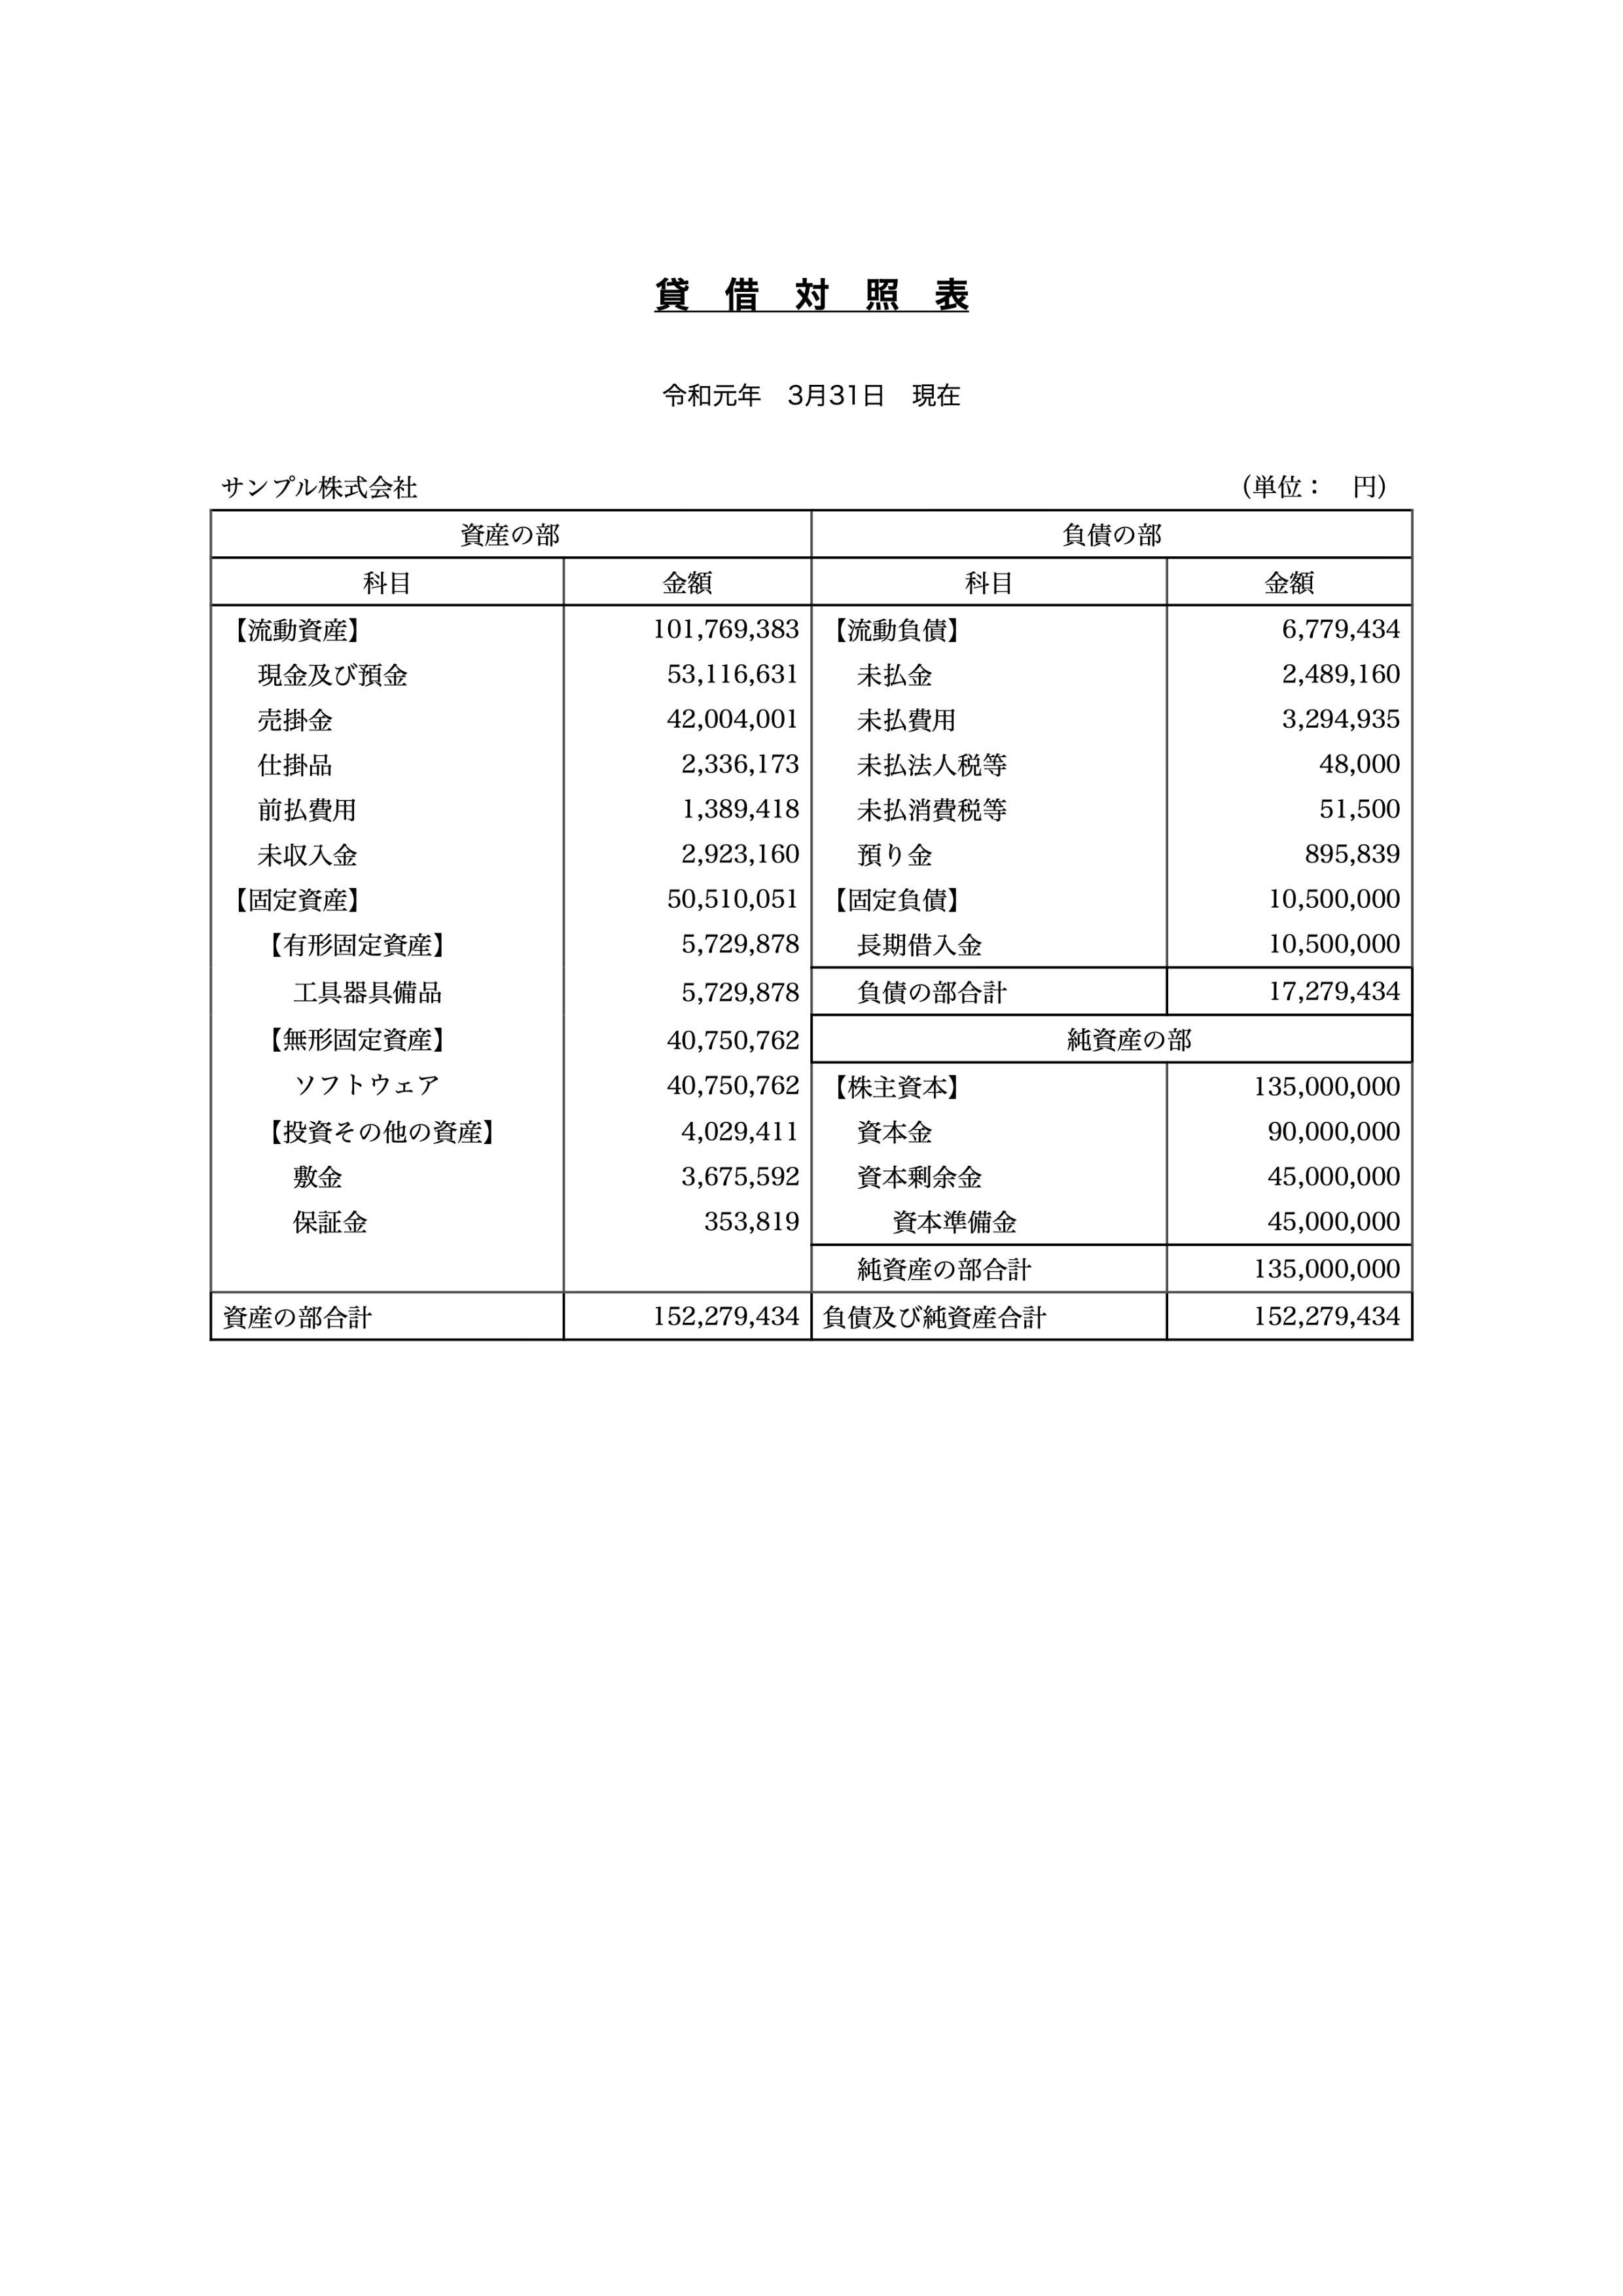 貸　借　対　照　表
令和元年　3月31日　現在
サンプル株式会社　（単位：　円）
資産の部　負債の部
科目　金額　科目　金額
【流動資産】　101,769,383　【流動負債】　6,779,434
現金及び預金　53,116,631　未払金　2,489,160
売掛金　42,004,001　未払費用　3,294,935
仕掛品　2,336,173　未払法人税等　48,000
前払費用　1,389,418　未払消費税等　51,500
未収入金　2,923,160　預り金　895,839
【固定資産】　50,510,051　【固定負債】　10,500,000
【有形固定資産】　5,729,878　長期借入金　10,500,000
工具器具備品　5,729,878　負債の部合計　17,279,434
【無形固定資産】　40,750,762　純資産の部
ソフトウェア　40,750,762　【株主資本】　135,000,000
【投資その他の資産】　4,029,411　資本金　90,000,000
敷金　3,675,592　資本剰余金　45,000,000
保証金　353,819　資本準備金　45,000,000
純資産の部合計　135,000,000
資産の部合計　152,279,434　負債及び純資産合計　152,279,434